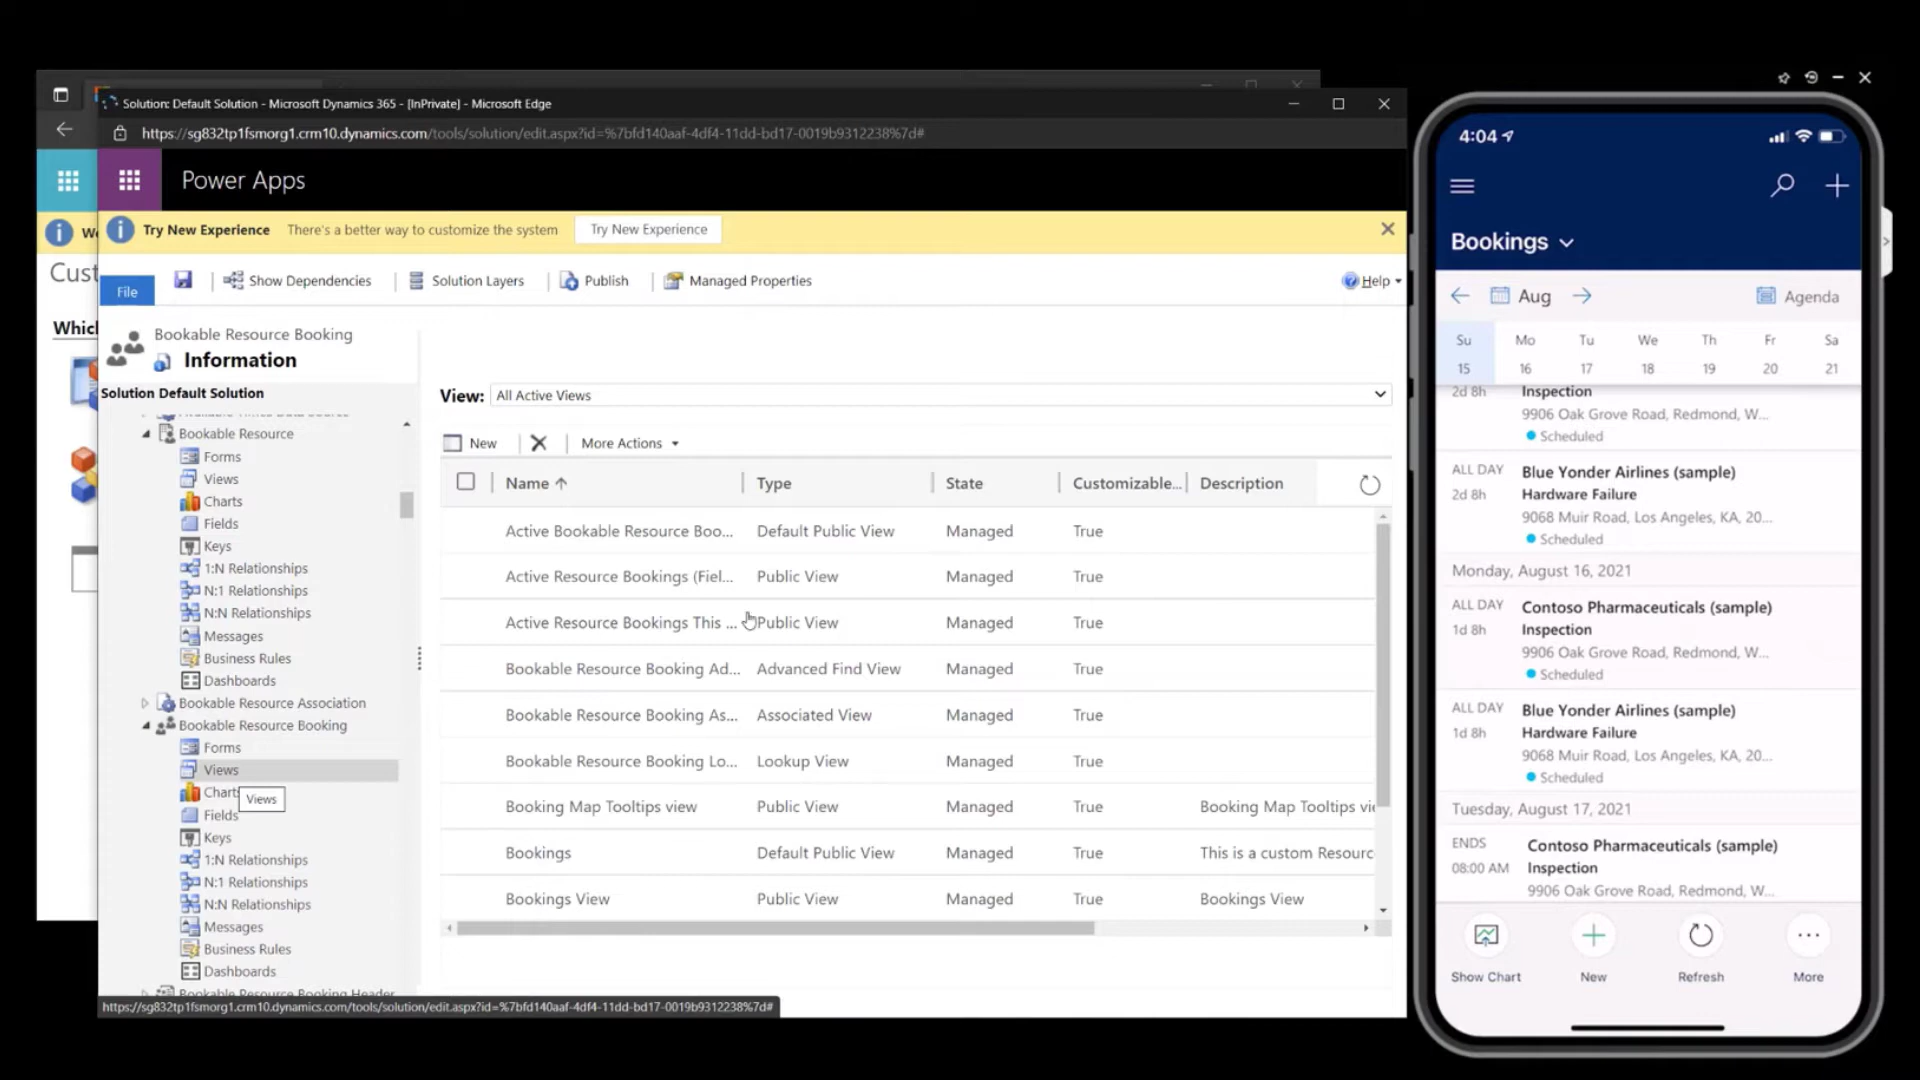 Solution: Default Solution - Microsoft Dynamics 365 - [InPrivate] - Microsoft Edge
https://sg832tp1fsmorg1.crm10.dynamics.com/tools/solution/edit.aspx?id=%7bfd140aaf-4df4-11dd-bd17-0019b9312238%7d#
Power Apps
We
Try New Experience There's a better way to customize the system Try New Experience
Cust
Which
File
Show Dependencies
Solution Layers
Publish
Managed Properties
Help
Bookable Resource Booking
Information
Solution Default Solution
Bookable Resource
Forms
Views
Charts
Fields
Keys
1:N Relationships
N:1 Relationships
N:N Relationships
Messages
Business Rules
Dashboards
Bookable Resource Association
Bookable Resource Booking
Forms
Views
Charts
Views
Fields
Keys
1:N Relationships
N:1 Relationships
N:N Relationships
Messages
Business Rules
Dashboards
Bookable Resource Booking Header
https://sg832tp1fsmorg1.crm10.dynamics.com/tools/solution/edit.aspx?id=%7bfd140aaf-4df4-11dd-bd17-0019b9312238%7d#
View: All Active Views
New More Actions
Name Type State Customizable... Description
Active Bookable Resource Boo... Default Public View Managed True
Active Resource Bookings (Fiel... Public View Managed True
Active Resource Bookings This ... Public View Managed True
Bookable Resource Booking Ad... Advanced Find View Managed True
Bookable Resource Booking As... Associated View Managed True
Bookable Resource Booking Lo... Lookup View Managed True
Booking Map Tooltips view Public View Managed True Booking Map Tooltips vi
Bookings Default Public View Managed True This is a custom Resourc
Bookings View Public View Managed True Bookings View
4:04
Bookings
Aug
Agenda
Su Mo Tu We Th Fr Sa
15 16 17 18 19 20 21
2d 8h Inspection
9906 Oak Grove Road, Redmond, W...
Scheduled
ALL DAY Blue Yonder Airlines (sample)
2d 8h Hardware Failure
9068 Muir Road, Los Angeles, KA, 20...
Scheduled
Monday, August 16, 2021
ALL DAY Contoso Pharmaceuticals (sample)
1d 8h Inspection
9906 Oak Grove Road, Redmond, W...
Scheduled
ALL DAY Blue Yonder Airlines (sample)
1d 8h Hardware Failure
9068 Muir Road, Los Angeles, KA, 20...
Scheduled
Tuesday, August 17, 2021
ENDS Contoso Pharmaceuticals (sample)
08:00 AM Inspection
9906 Oak Grove Road, Redmond, W...
Show Chart New Refresh More